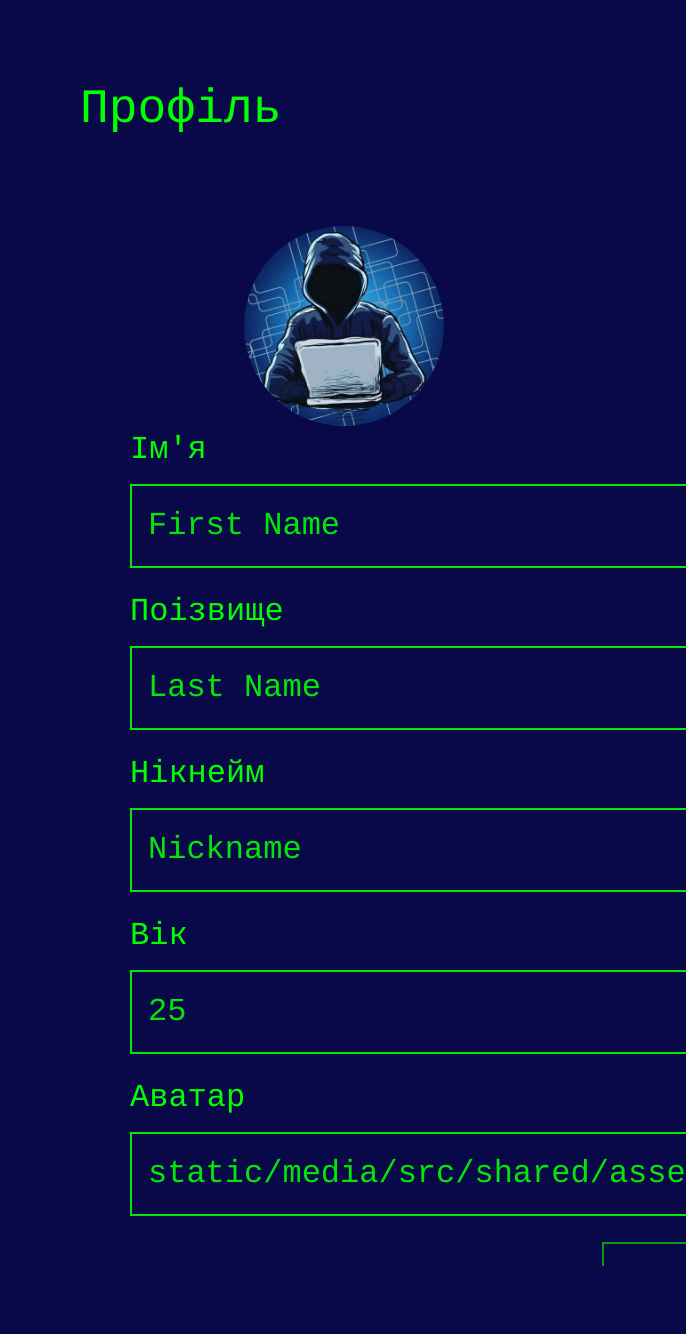 Профіль
Ім'я
First Name
Поізвище
Last Name
Нікнейм
Nickname
Вік
25
Аватар
static/media/src/shared/asse